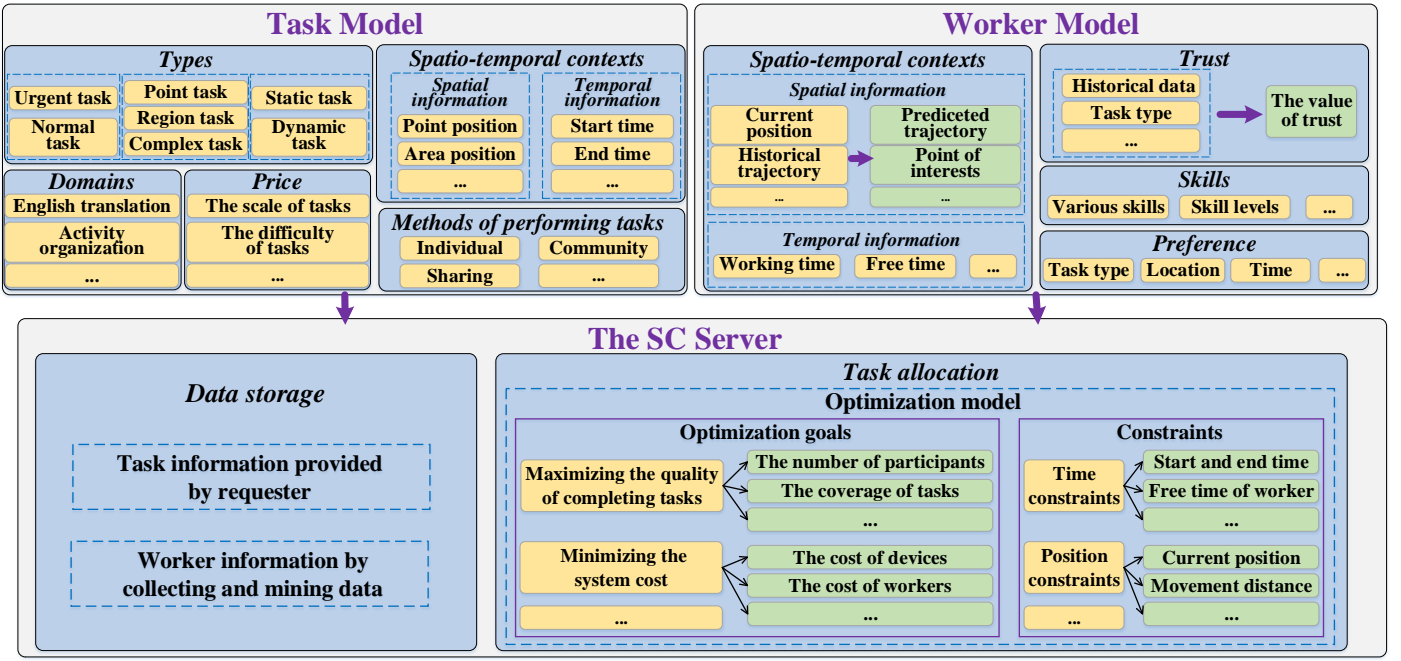 Task Model
Types
Urgent task
Normal
task
Point task
Region task
Complex task
Static task
Dynamic
task
Spatio-temporal contexts
Spatial
information
Point position
Area position
...
Temporal
information
Start time
End time
...
Domains
English translation
Activity
organization
...
Price
The scale of tasks
The difficulty
of tasks
...
Methods of performing tasks
Individual
Community
Sharing
...
Worker Model
Spatio-temporal contexts
Spatial information
Current
position
Historical
trajectory
...
Prediceted
trajectory
Point of
interests
...
Temporal information
Working time
Free time
...
Trust
Historical data
Task type
...
The value
of trust
Skills
Various skills
Skill levels
...
Preference
Task type
Location
Time
...
The SC Server
Data storage
Task information provided
by requester
Worker information by
collecting and mining data
Task allocation
Optimization model
Optimization goals
Maximizing the quality
of completing tasks
The number of participants
The coverage of tasks
...
Minimizing the
system cost
The cost of devices
The cost of workers
...
...
Constraints
Time
constraints
Start and end time
Free time of worker
...
Position
constraints
Current position
Movement distance
...
...